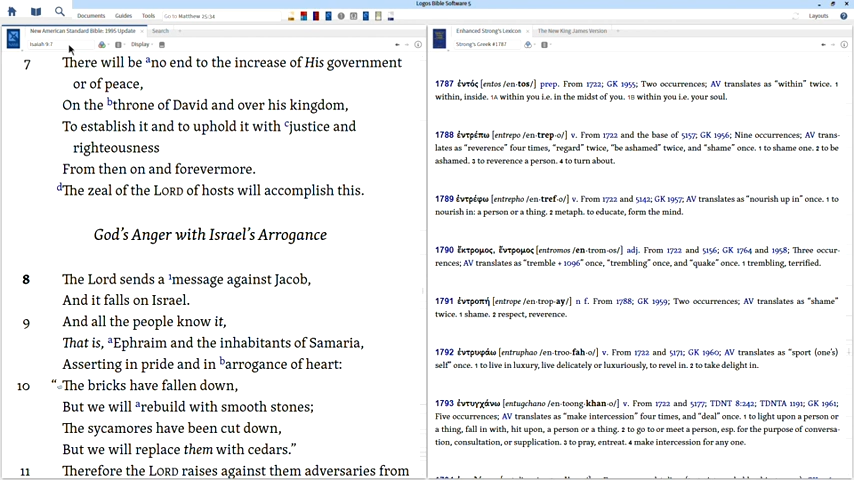 Logos Bible Software 5
Documents Guides Tools Go to Matthew 25:34 Layouts
New American Standard Bible: 1995 Update Search
Isaiah 9:7 Display
7 There will be ᵃno end to the increase of His government
or of peace,
On the ᵇthrone of David and over his kingdom,
To establish it and to uphold it with ᶜjustice and
righteousness
From then on and forevermore.
ᵈThe zeal of the LORD of hosts will accomplish this.
God's Anger with Israel's Arrogance
8 The Lord sends a ¹message against Jacob,
And it falls on Israel.
9 And all the people know it,
That is, ᵃEphraim and the inhabitants of Samaria,
Asserting in pride and in ᵇarrogance of heart:
10 “The bricks have fallen down,
But we will ᵃrebuild with smooth stones;
The sycamores have been cut down,
But we will replace them with cedars.”
11 Therefore the LORD raises against them adversaries from
Enhanced Strong's Lexicon The New King James Version
Strong's Greek #1787
1787 ἐντός [entos /en·tos/] prep. From 1722; GK 1955; Two occurrences; AV translates as “within” twice. 1
within, inside. 1A within you i.e. in the midst of you. 1B within you i.e. your soul.
1788 ἐντρέπω [entrepo /en·trep·o/] v. From 1722 and the base of 5157; GK 1956; Nine occurrences; AV trans-
lates as “reverence” four times, “regard” twice, “be ashamed” twice, and “shame” once. 1 to shame one. 2 to be
ashamed. 3 to reverence a person. 4 to turn about.
1789 ἐντρέφω [entrepho /en·tref·o/] v. From 1722 and 5142; GK 1957; AV translates as “nourish up in” once. 1 to
nourish in: a person or a thing. 2 metaph. to educate, form the mind.
1790 ἔκτρομος, ἔντρομος [entromos /en·trom·os/] adj. From 1722 and 5156; GK 1764 and 1958; Three occur-
rences; AV translates as “tremble + 1096” once, “trembling” once, and “quake” once. 1 trembling, terrified.
1791 ἐντροπή [entrope /en·trop·ay/] n f. From 1788; GK 1959; Two occurrences; AV translates as “shame”
twice. 1 shame. 2 respect, reverence.
1792 ἐντρυφάω [entruphao /en·troo·fah·o/] v. From 1722 and 5171; GK 1960; AV translates as “sport (one's)
self” once. 1 to live in luxury, live delicately or luxuriously, to revel in. 2 to take delight in.
1793 ἐντυγχάνω [entugchano /en·toong·khan·o/] v. From 1722 and 5177; TDNT 8:242; TDNTA 1191; GK 1961;
Five occurrences; AV translates as “make intercession” four times, and “deal” once. 1 to light upon a person or
a thing, fall in with, hit upon, a person or a thing. 2 to go to or meet a person, esp. for the purpose of conversa-
tion, consultation, or supplication. 3 to pray, entreat. 4 make intercession for any one.